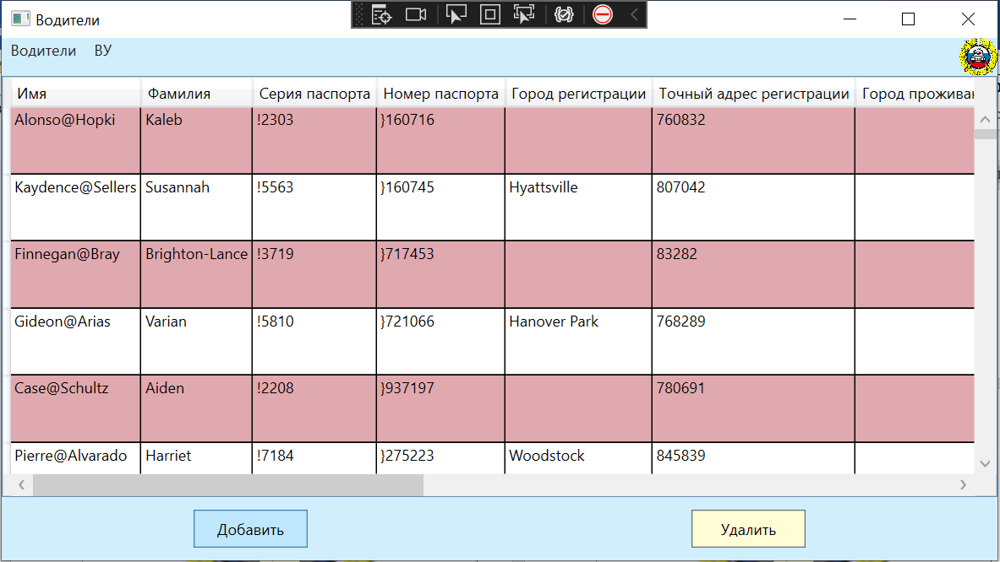 Водители
Водители ВУ
Имя Фамилия Серия паспорта Номер паспорта Город регистрации Точный адрес регистрации Город
Alonso@Hopki Kaleb !2303 }160716 760832
Kaydence@Sellers Susannah !5563 }160745 Hyattsville 807042
Finnegan@Bray Brighton-Lance !3719 }717453 83282
Gideon@Arias Varian !5810 }721066 Hanover Park 768289
Case@Schultz Aiden !2208 }937197 780691
Pierre@Alvarado Harriet !7184 }275223 Woodstock 845839
Добавить Удалить